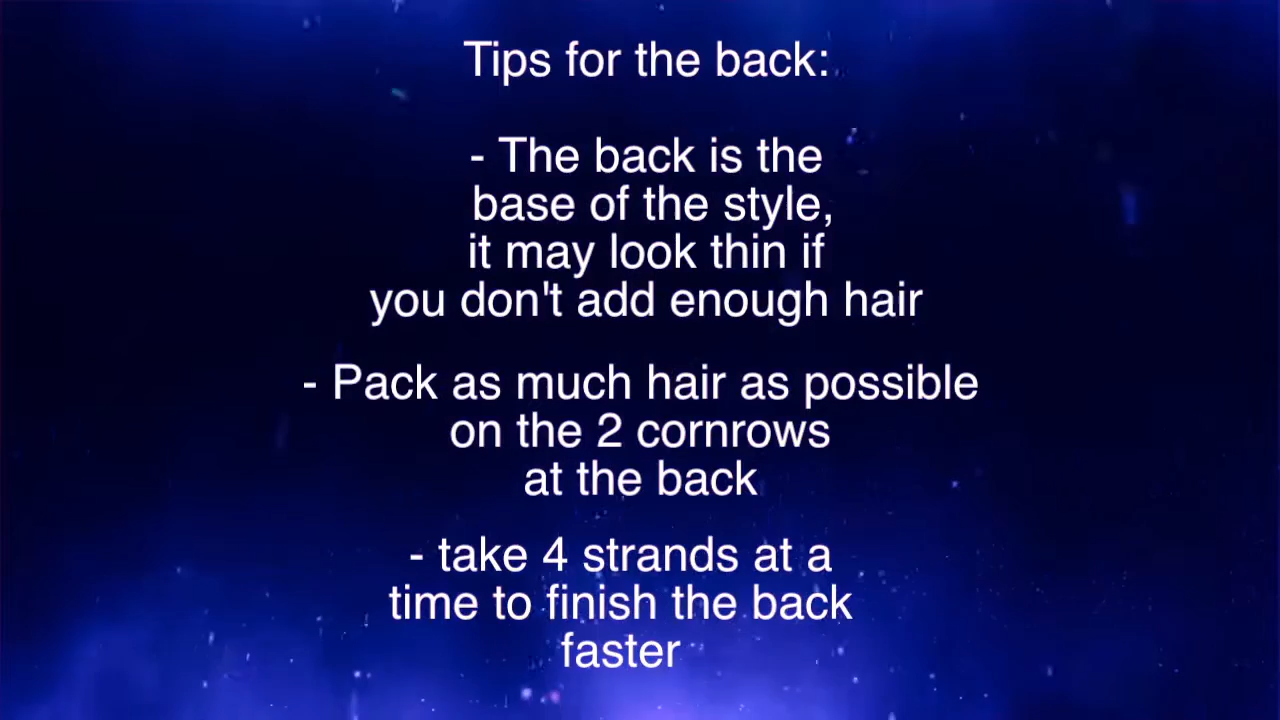 Tips for the back:
- The back is the
base of the style,
it may look thin if
you don't add enough hair
- Pack as much hair as possible
on the 2 cornrows
at the back
- take 4 strands at a
time to finish the back
faster